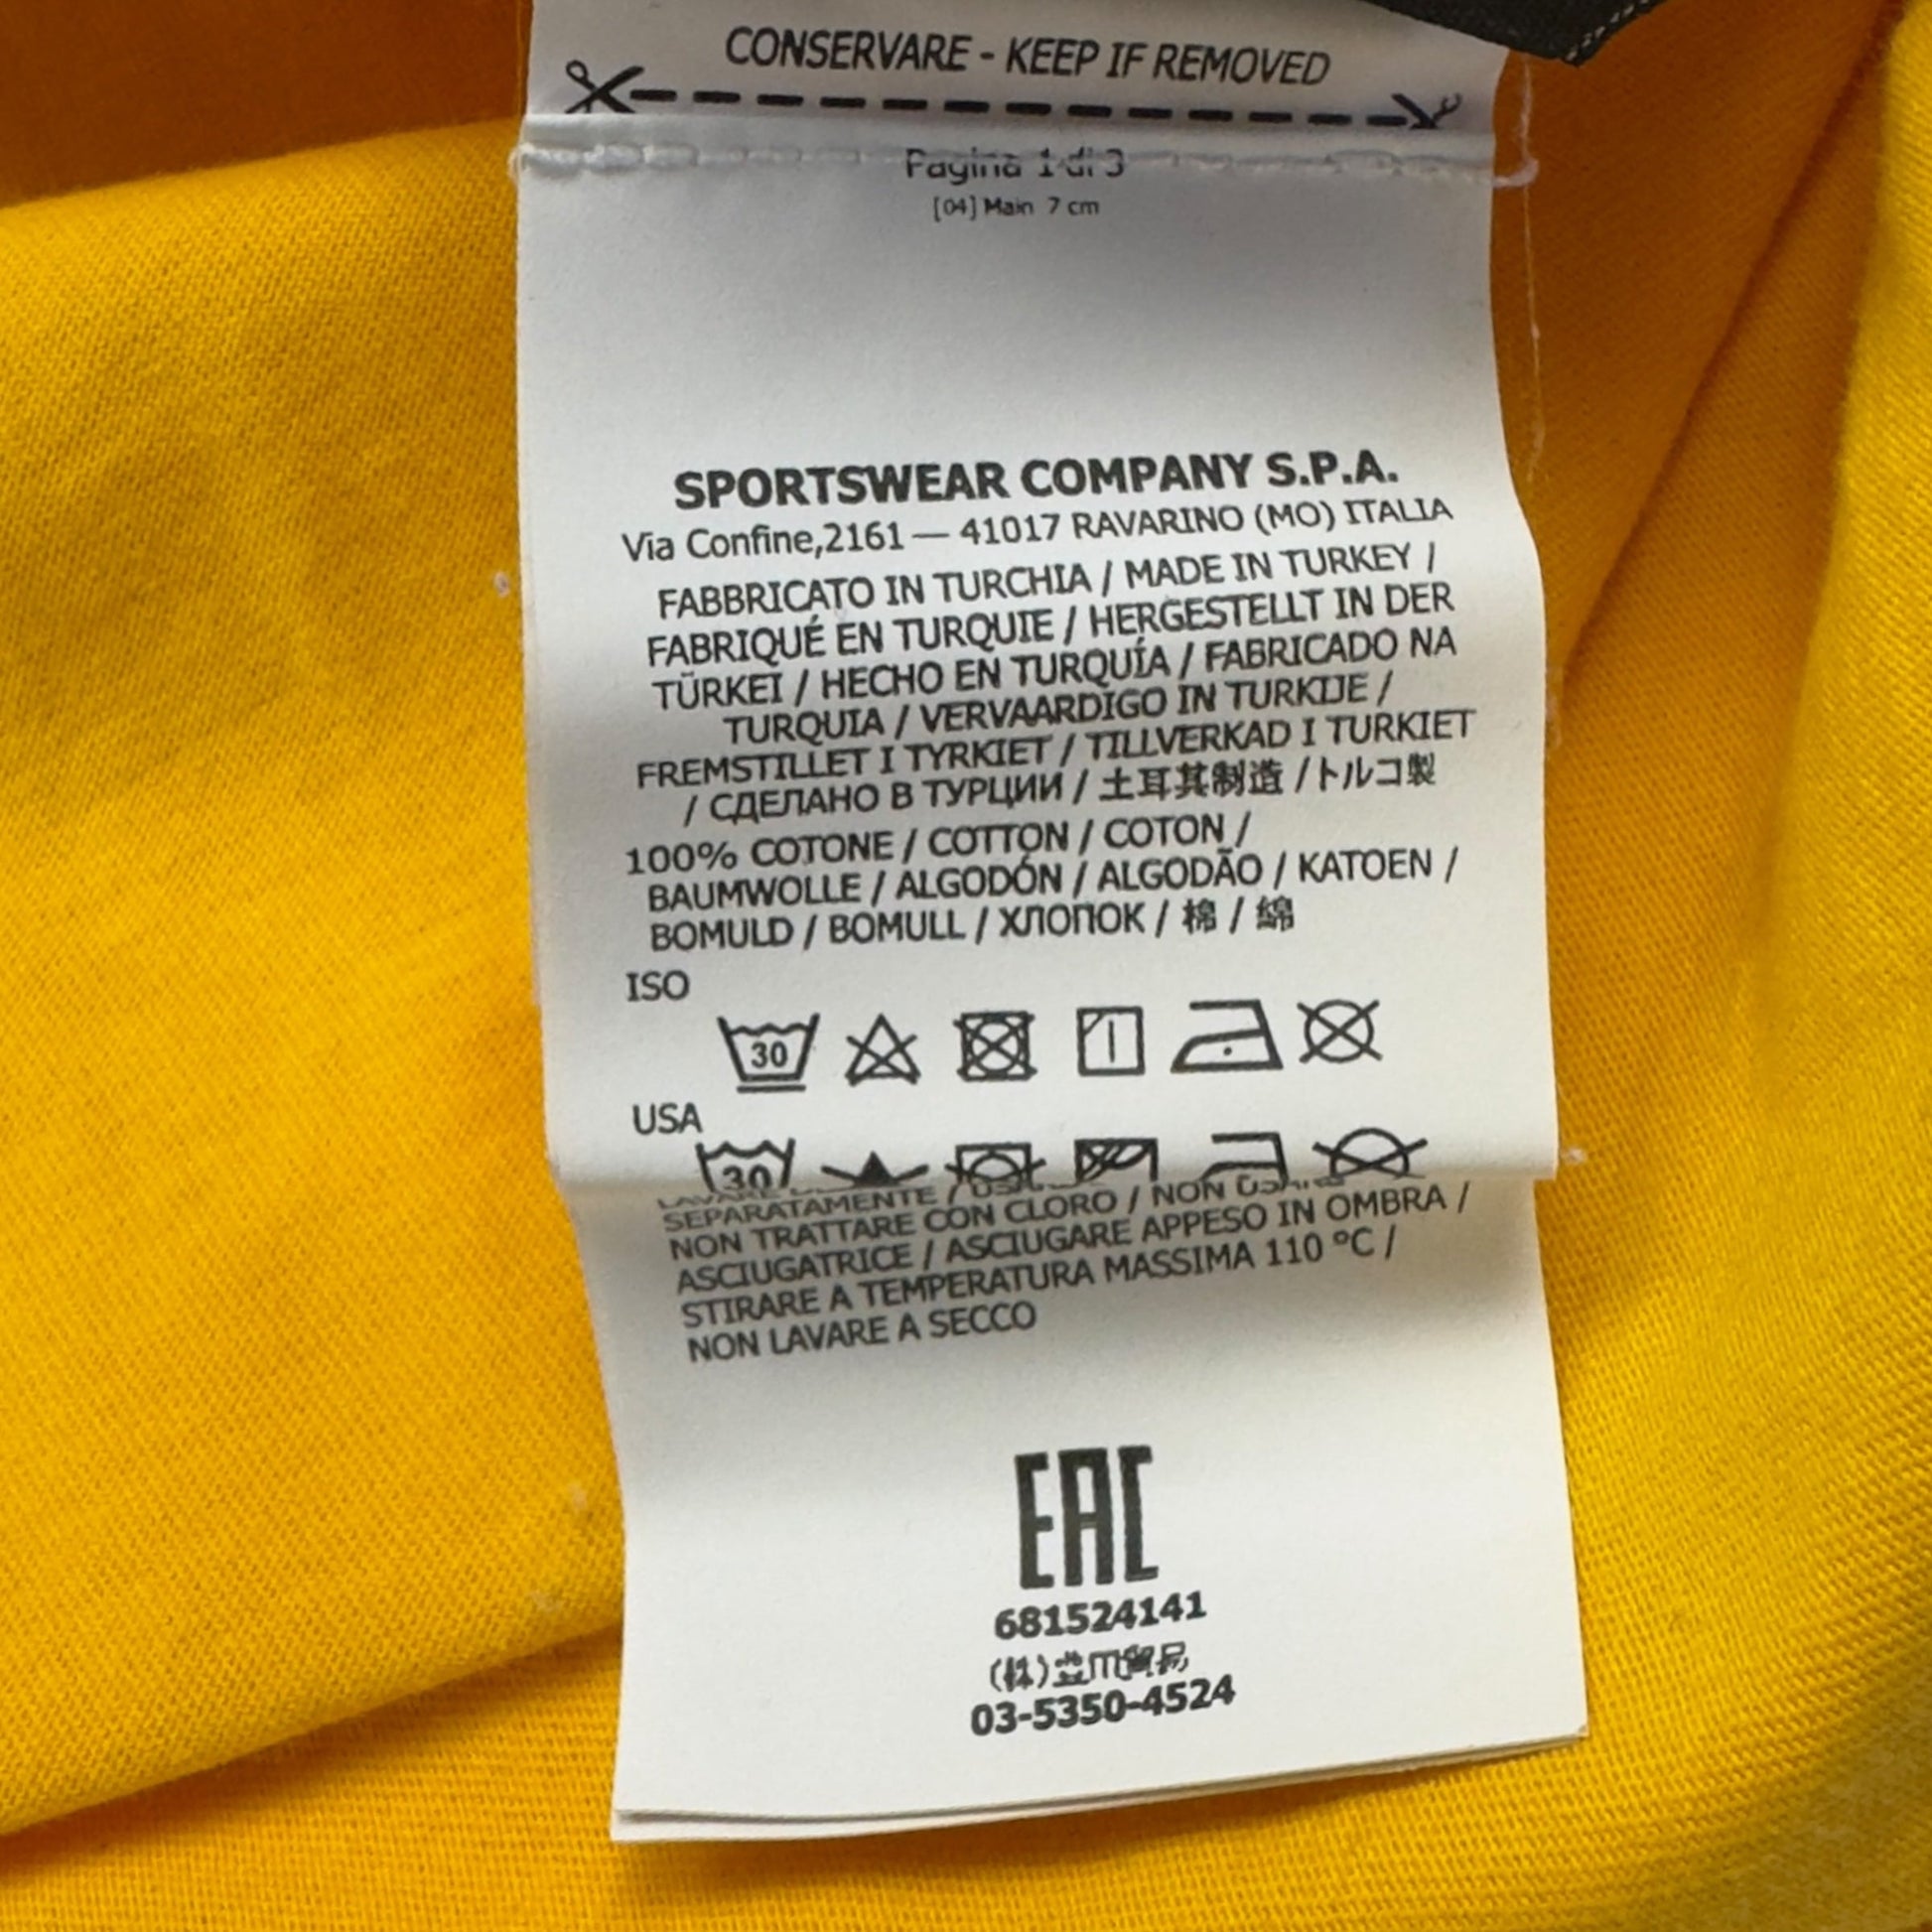 CONSERVARE - KEEP IF REMOVED
Pagina 1 di 3
[04] Main 7 cm
SPORTSWEAR COMPANY S.P.A.
Via Confine,2161 — 41017 RAVARINO (MO) ITALIA
FABBRICATO IN TURCHIA / MADE IN TURKEY /
FABRIQUÉ EN TURQUIE / HERGESTELLT IN DER
TÜRKEI / HECHO EN TURQUÍA / FABRICADO NA
TURQUIA / VERVAARDIGD IN TURKIJE /
FREMSTILLET I TYRKIET / TILLVERKAD I TURKIET
/ СДЕЛАНО В ТУРЦИИ / 土耳其制造 / トルコ製
100% COTONE / COTTON / COTON /
BAUMWOLLE / ALGODÓN / ALGODÃO / KATOEN /
BOMULD / BOMULL / ХЛОПОК / 棉 / 綿
ISO
30
USA
30
LAVARE
SEPARATAMENTE /
NON TRATTARE CON CLORO / NON
ASCIUGATRICE / ASCIUGARE APPESO IN OMBRA /
STIRARE A TEMPERATURA MASSIMA 110 °C /
NON LAVARE A SECCO
EAC
681524141
(株) 貿易
03-5350-4524